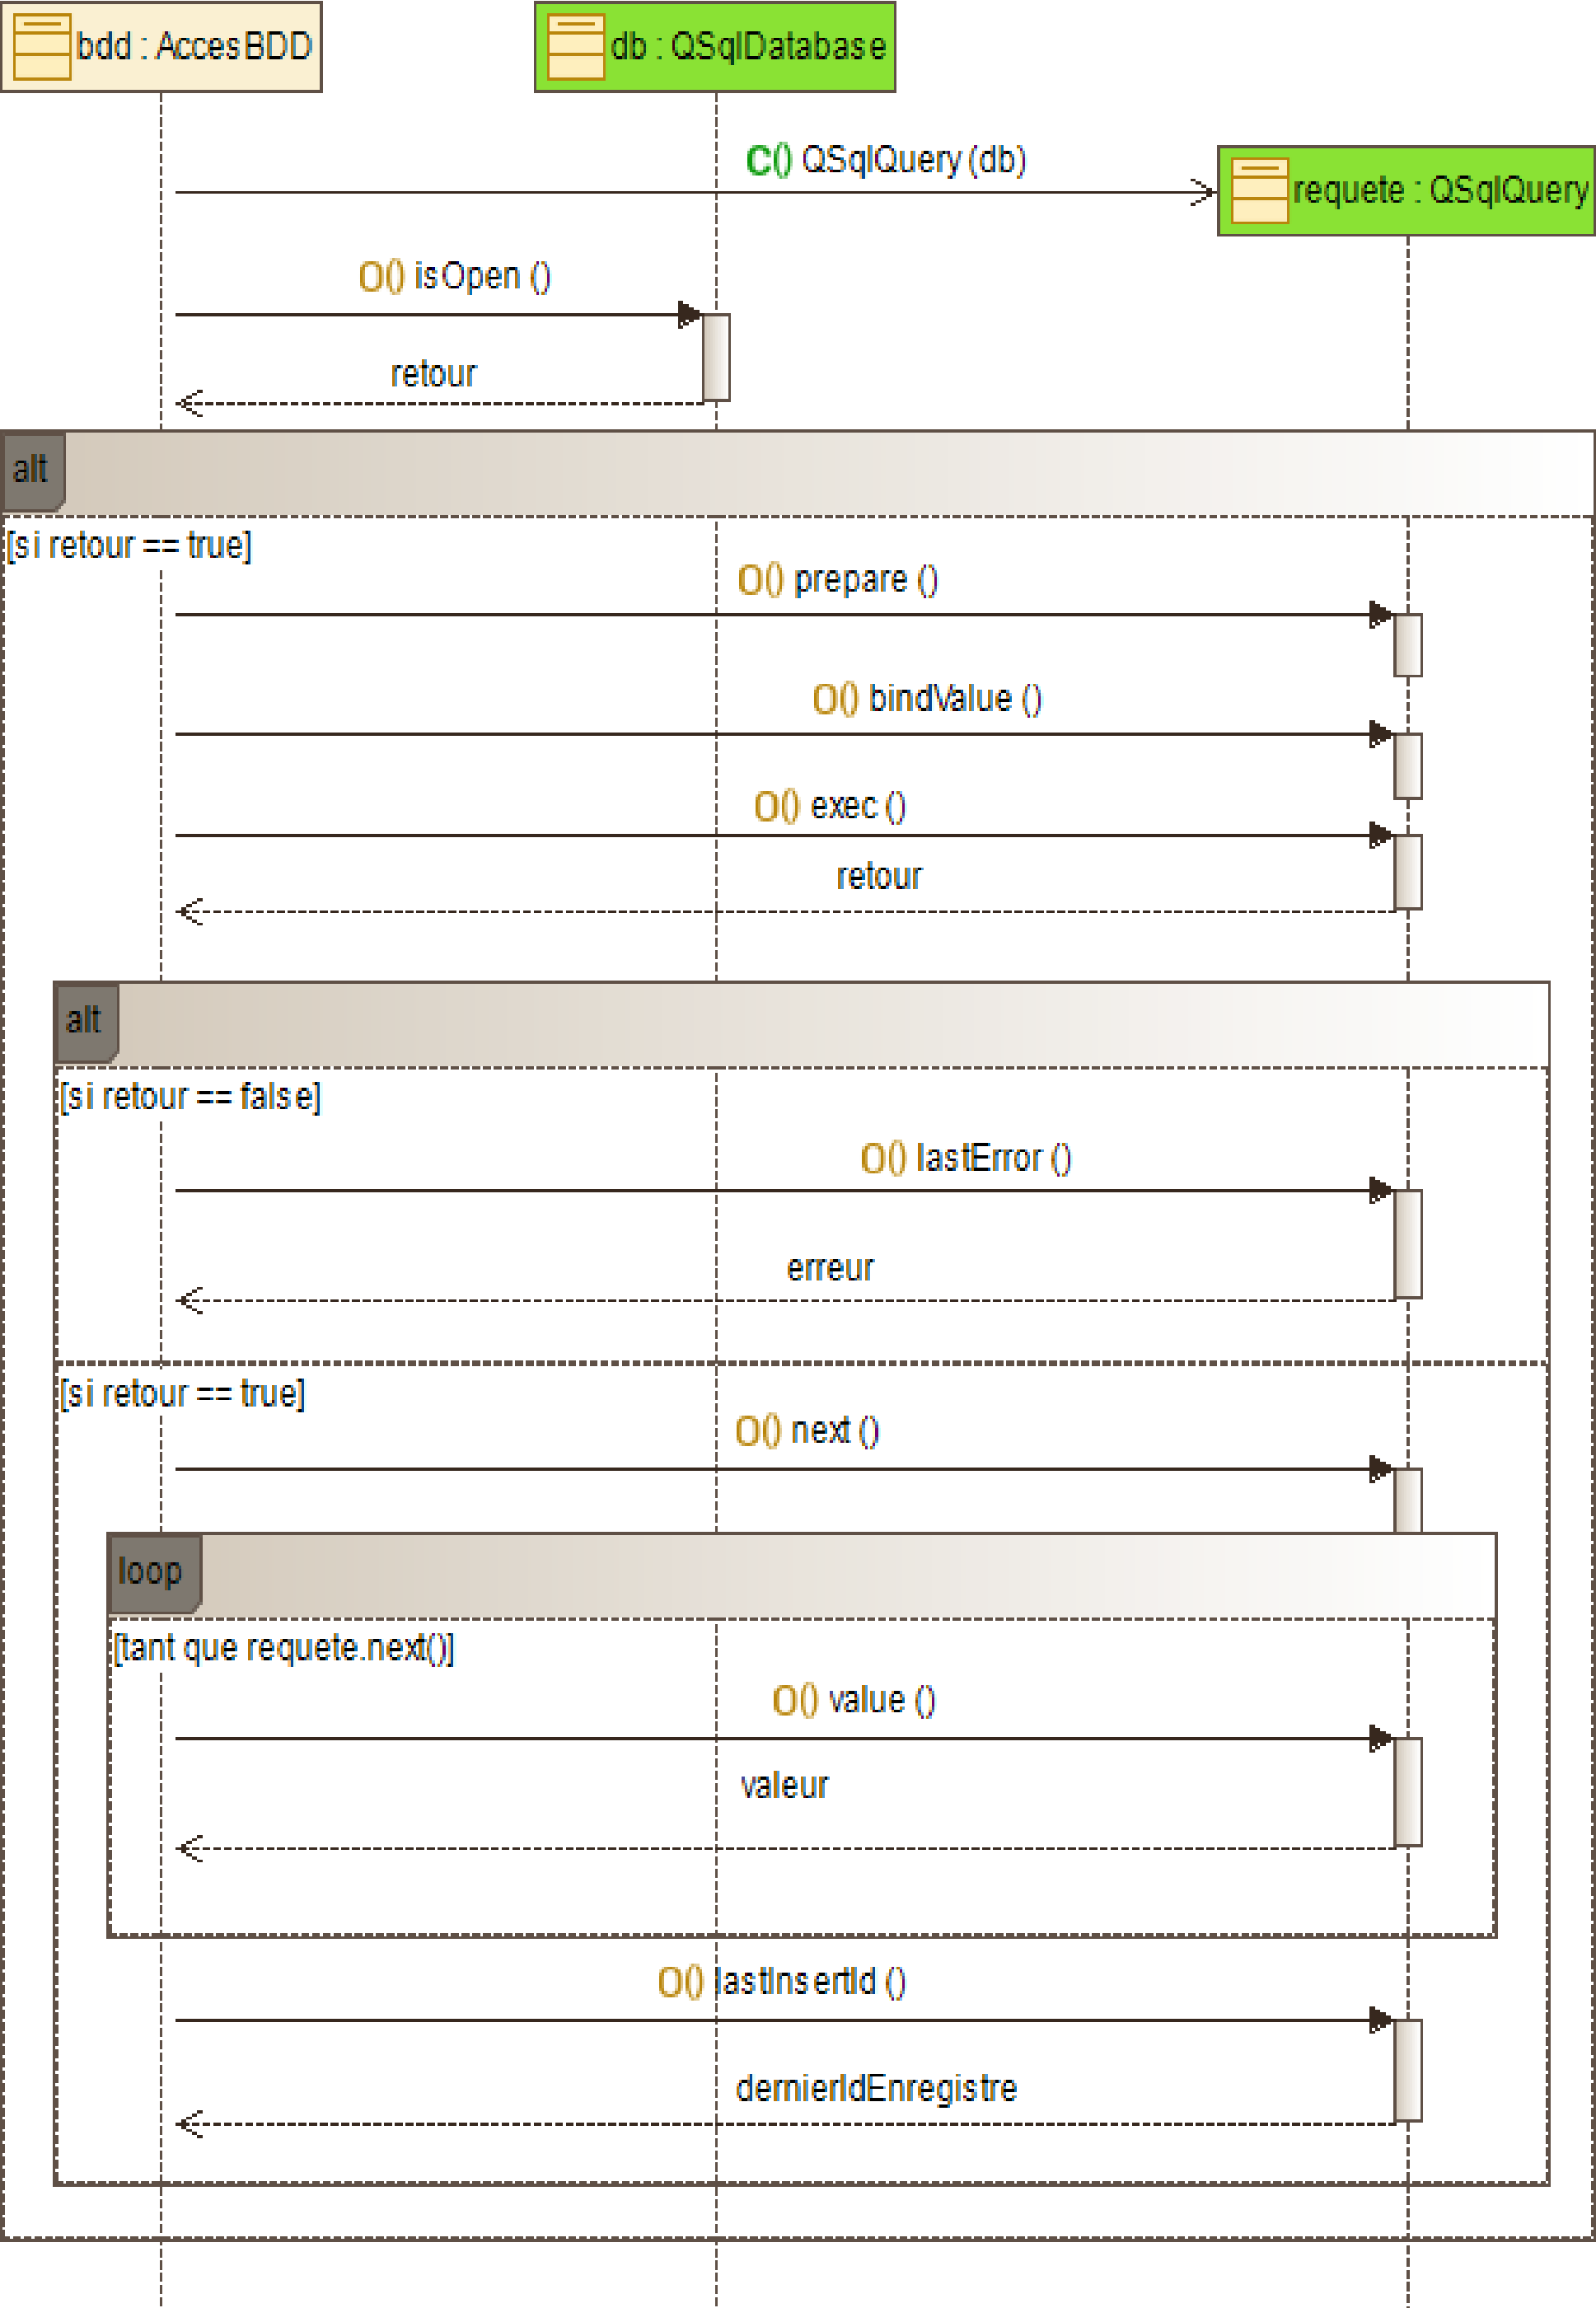 bdd : AccesBDD
db : QSqlDatabase
C() QSqlQuery (db)
requete : QSqlQuery
O() isOpen ()
retour
alt
[si retour == true]
O() prepare ()
O() bindValue ()
O() exec ()
retour
alt
[si retour == false]
O() lastError ()
erreur
[si retour == true]
O() next ()
loop
[tant que requete.next()]
O() value ()
valeur
O() lastInsertId ()
dernierIdEnregistre